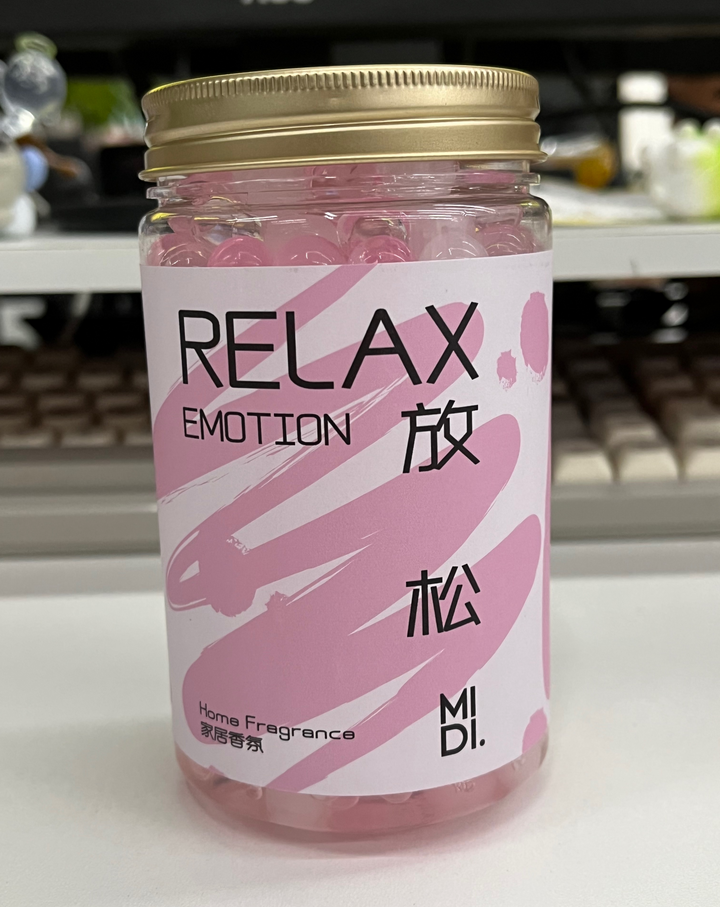 RELAX
EMOTION
放
松
Home Fragrance
家居香氛
MI
DI.